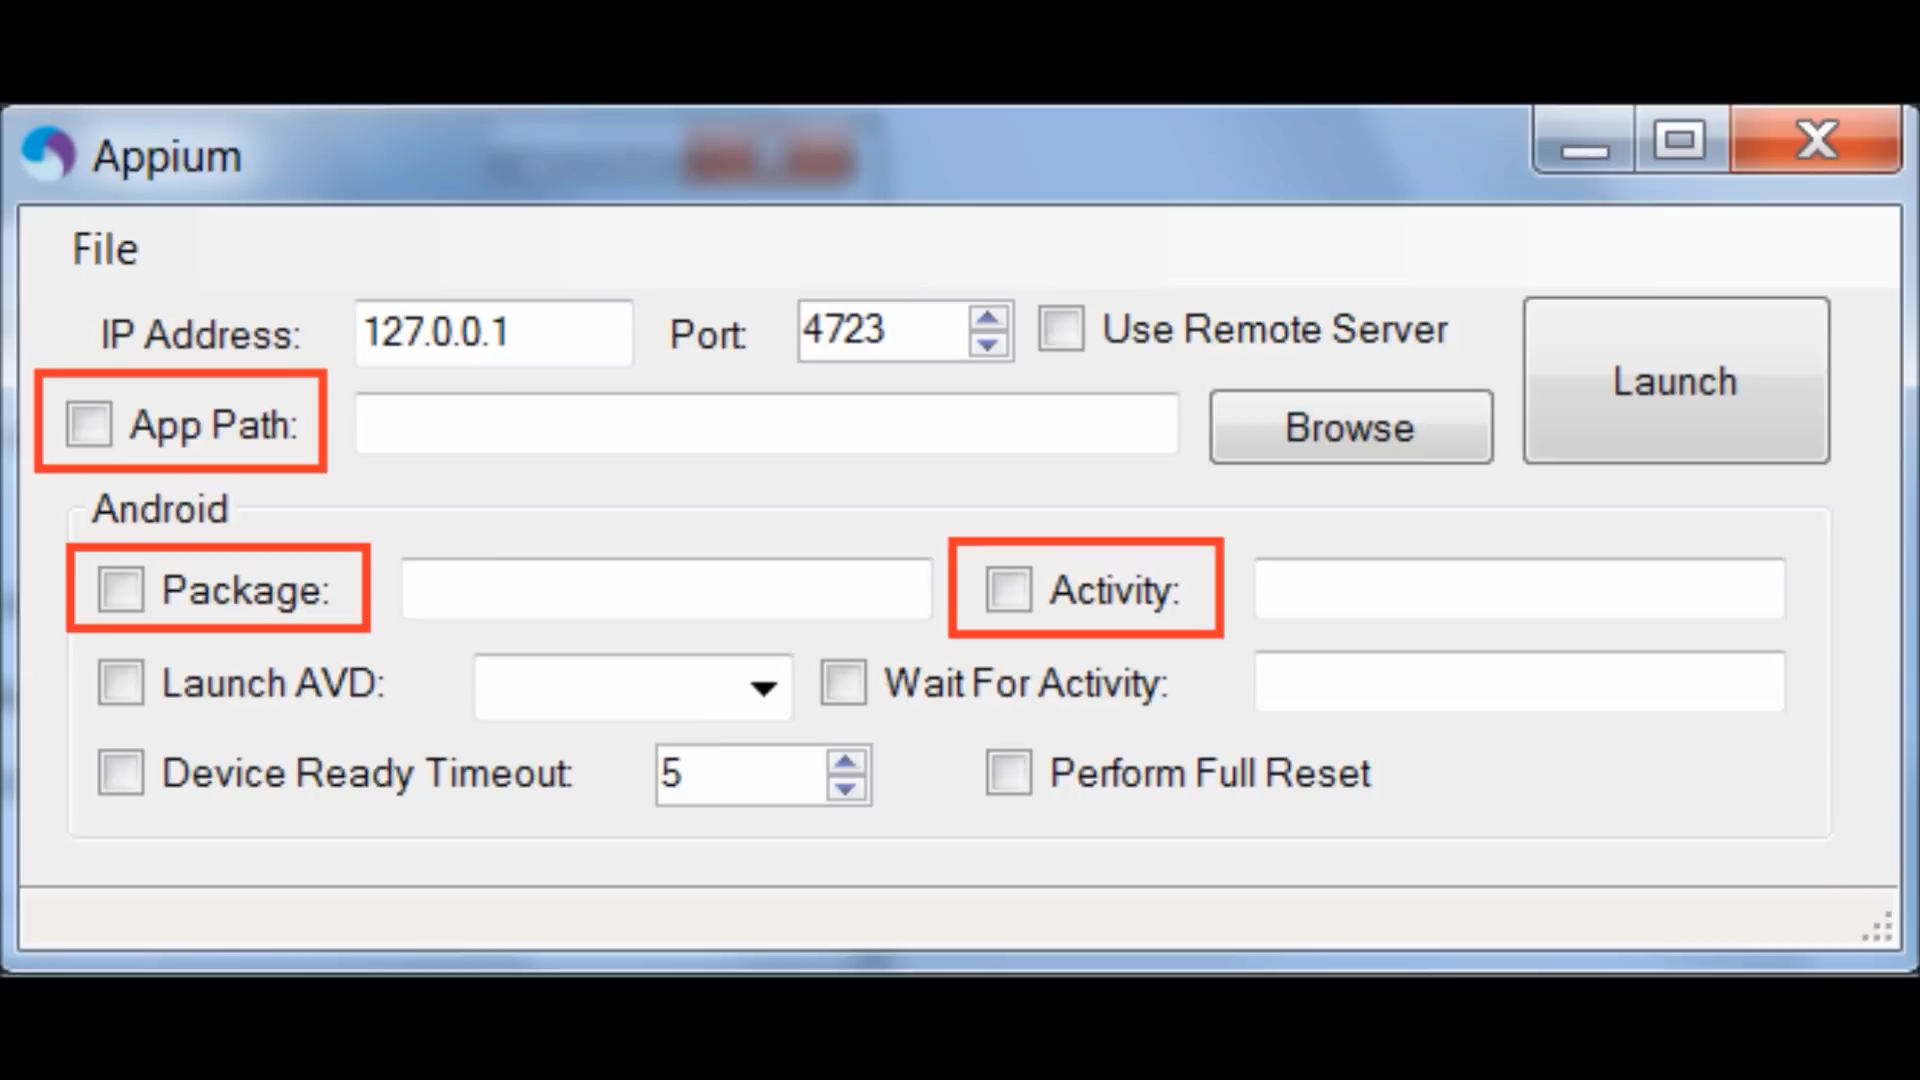 Appium
File
IP Address: 127.0.0.1 Port: 4723 Use Remote Server
Launch
App Path: Browse
Android
Package: Activity:
Launch AVD: Wait For Activity:
Device Ready Timeout: 5 Perform Full Reset